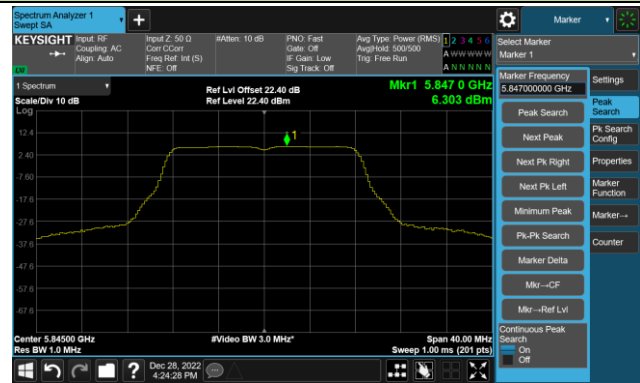 Spectrum Analyzer 1
Swept SA
Marker
KEYSIGHT
Input: RF
Coupling: AC
Align: Auto
Input Z: 50 Ω
Corr CCorr
Freq Ref: Int (S)
NFE: Off
#Atten: 10 dB
PNO: Fast
Gate: Off
IF Gain: Low
Sig Track: Off
Avg Type: Power (RMS)
Avg|Hold: 500/500
Trig: Free Run
1 2 3 4 5 6
A W W W W W
A N N N N N
Select Marker
Marker 1
LW
1 Spectrum
Scale/Div 10 dB
Log
Ref Lvl Offset 22.40 dB
Ref Level 22.40 dBm
Mkr1 5.847 0 GHz
6.303 dBm
1
12.4
2.40
-7.60
-17.6
-27.6
-37.6
-47.6
-57.6
-67.6
Center 5.84500 GHz
Res BW 1.0 MHz
#Video BW 3.0 MHz*
Span 40.00 MHz
Sweep 1.00 ms (201 pts)
Marker Frequency
5.847000000 GHz
Peak Search
Next Peak
Next Pk Right
Next Pk Left
Minimum Peak
Pk-Pk Search
Marker Delta
Mkr→CF
Mkr→Ref Lvl
Continuous Peak
Search
On
Off
Settings
Peak
Search
Pk Search
Config
Properties
Marker
Function
Marker→
Counter
?
Dec 28, 2022
4:24:28 PM